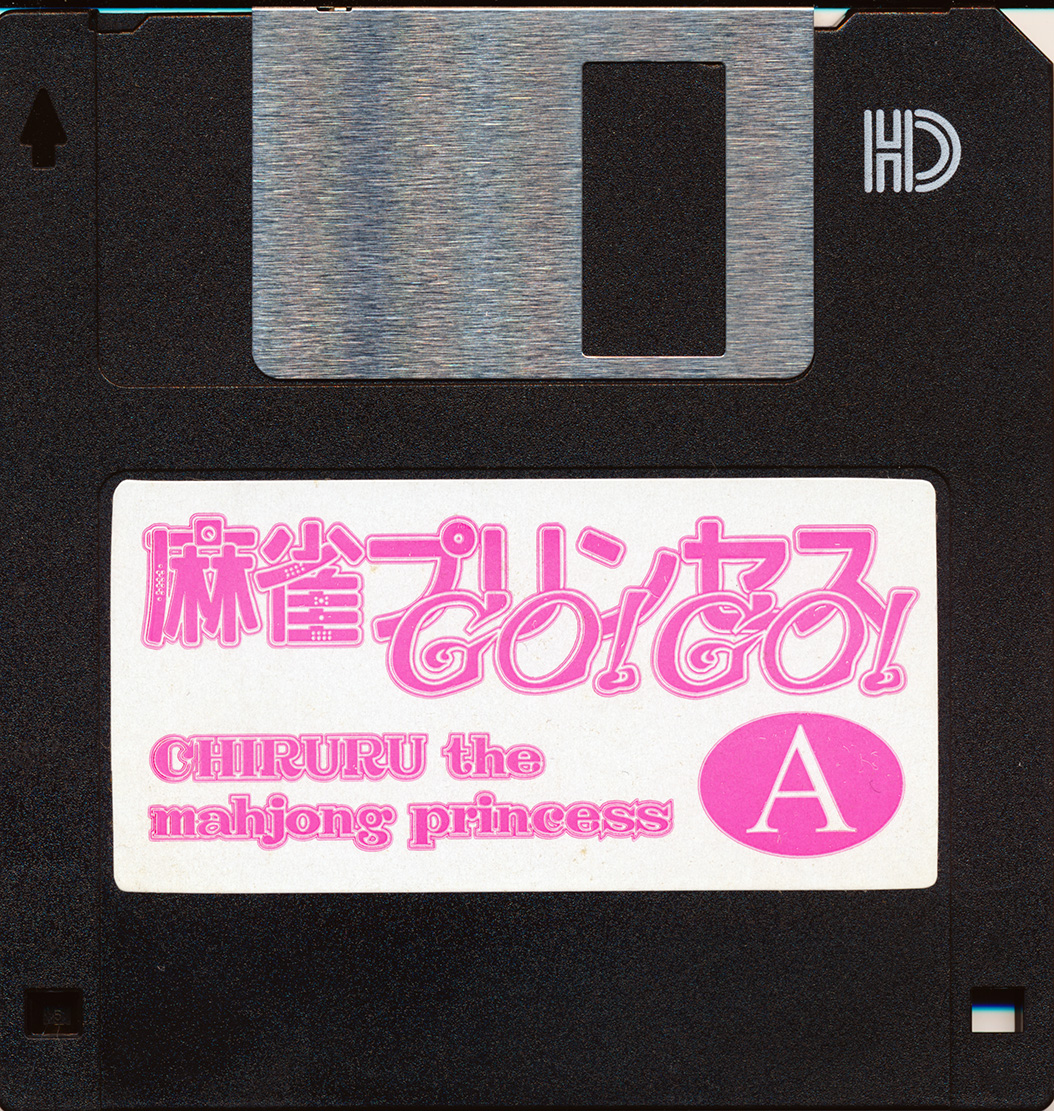 HD
麻雀プリンセス
GO!GO!
CHIRURU the
mahjong princess
A